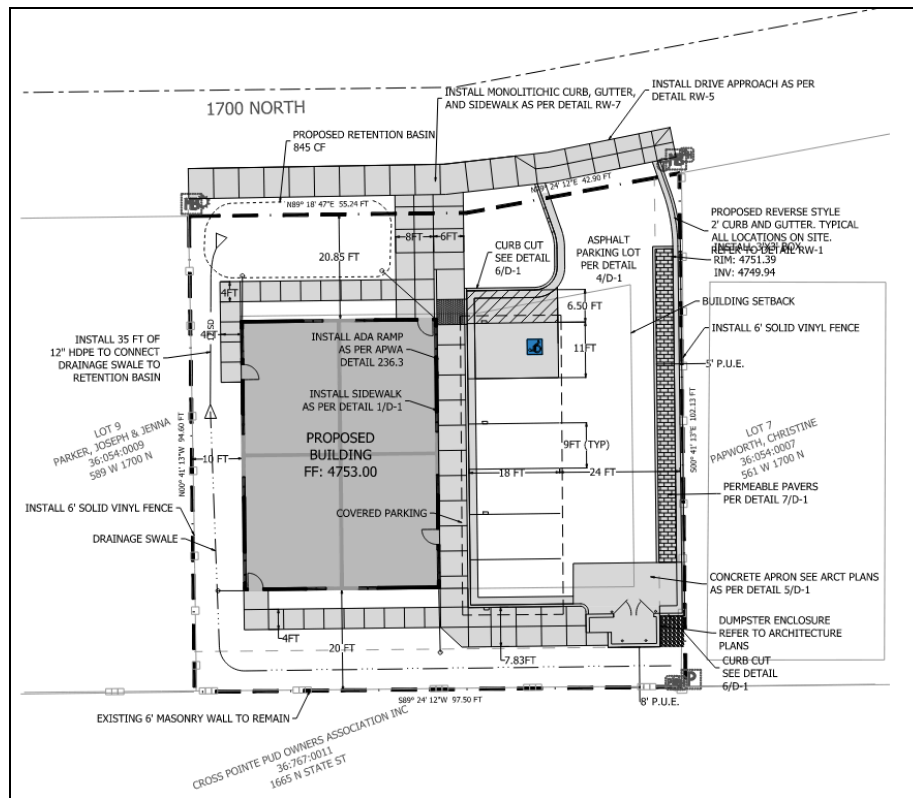 1700 NORTH
INSTALL MONOLITICHIC CURB, GUTTER,
AND SIDEWALK AS PER DETAIL RW-7
INSTALL DRIVE APPROACH AS PER
DETAIL RW-5
PROPOSED RETENTION BASIN
845 CF
N89° 18' 47"E 55.24 FT
24' 12"E 42.90 FT
PROPOSED REVERSE STYLE
2' CURB AND GUTTER. TYPICAL
ALL LOCATIONS ON SITE.
REFER TO DETAIL RW-1
INSTALL 3'X3' BOX
RIM: 4751.39
INV: 4749.94
20.85 FT
8FT
6FT
CURB CUT
SEE DETAIL
6/D-1
ASPHALT
PARKING LOT
PER DETAIL
4/D-1
BUILDING SETBACK
4FT
4FT
6.50 FT
INSTALL 35 FT OF
12" HDPE TO CONNECT
DRAINAGE SWALE TO
RETENTION BASIN
INSTALL ADA RAMP
AS PER APWA
DETAIL 236.3
11FT
INSTALL 6' SOLID VINYL FENCE
5' P.U.E.
INSTALL SIDEWALK
AS PER DETAIL 1/D-1
LOT 9
PARKER, JOSEPH & JENNA
36:054:0009
589 W 1700 N
N00° 41' 13"W 94.60 FT
PROPOSED
BUILDING
FF: 4753.00
10 FT
9FT (TYP)
18 FT
24 FT
S00° 41' 13"E 102.13 FT
LOT 7
PAPWORTH, CHRISTINE
36:054:0007
561 W 1700 N
PERMEABLE PAVERS
PER DETAIL 7/D-1
INSTALL 6' SOLID VINYL FENCE
COVERED PARKING
DRAINAGE SWALE
CONCRETE APRON SEE ARCT PLANS
AS PER DETAIL 5/D-1
DUMPSTER ENCLOSURE
REFER TO ARCHITECTURE
PLANS
4FT
20 FT
7.83FT
CURB CUT
SEE DETAIL
6/D-1
8' P.U.E.
S89° 24' 12"W 97.50 FT
EXISTING 6' MASONRY WALL TO REMAIN
CROSS POINTE PUD OWNERS ASSOCIATION INC
36:767:0011
1665 N STATE ST